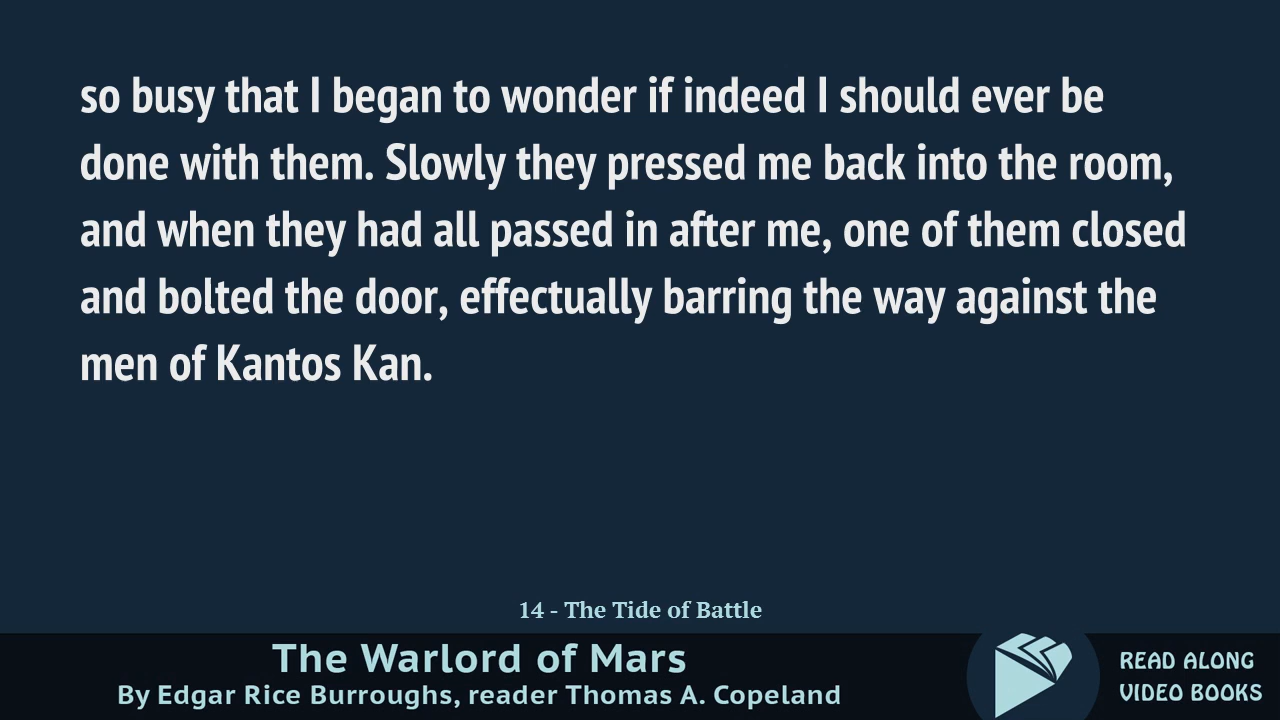 so busy that I began to wonder if indeed I should ever be
done with them. Slowly they pressed me back into the room,
and when they had all passed in after me, one of them closed
and bolted the door, effectually barring the way against the
men of Kantos Kan.
14 - The Tide of Battle
The Warlord of Mars
By Edgar Rice Burroughs, reader Thomas A. Copeland
READ ALONG
VIDEO BOOKS